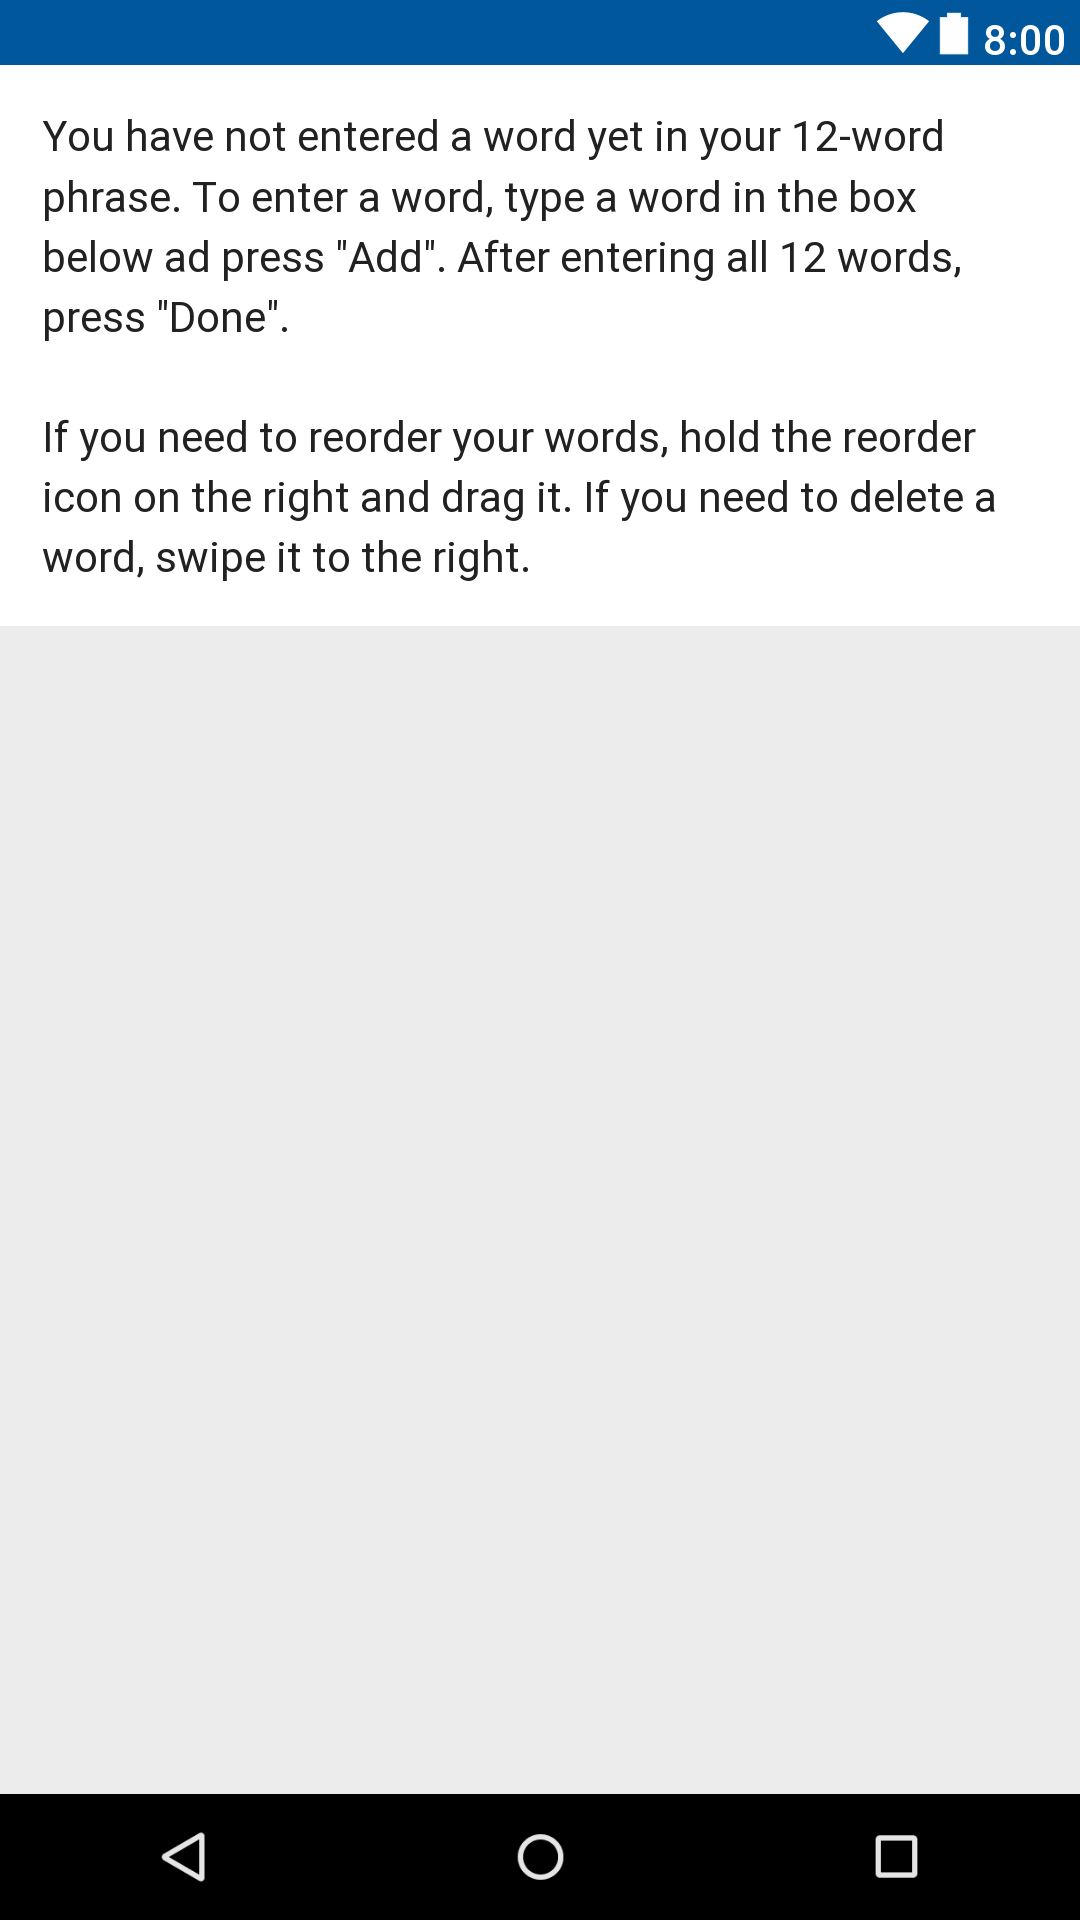 8:00
You have not entered a word yet in your 12-word
phrase. To enter a word, type a word in the box
below ad press "Add". After entering all 12 words,
press "Done".
If you need to reorder your words, hold the reorder
icon on the right and drag it. If you need to delete a
word, swipe it to the right.